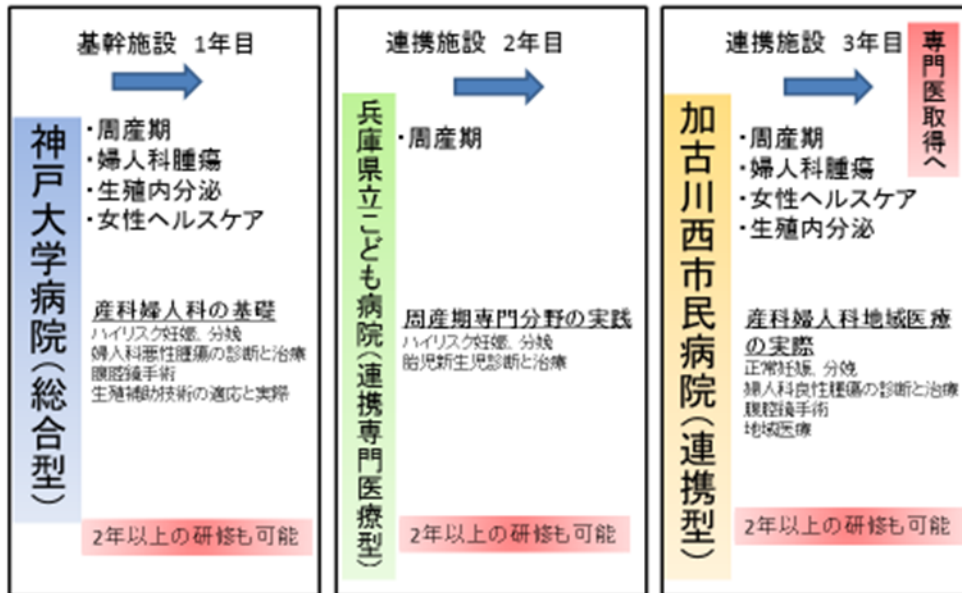 基幹施設 1年目
神戸大学病院(総合型)
・周産期
・婦人科腫瘍
・生殖内分泌
・女性ヘルスケア
産科婦人科の基礎
ハイリスク妊娠、分娩
婦人科悪性腫瘍の診断と治療
腹腔鏡手術
生殖補助技術の適応と実際
2年以上の研修も可能
連携施設 2年目
兵庫県立こども病院(連携専門医療型)
・周産期
周産期専門分野の実践
ハイリスク妊娠、分娩
胎児新生児診断と治療
2年以上の研修も可能
連携施設 3年目
専門医取得へ
加古川西市民病院(連携型)
・周産期
・婦人科腫瘍
・女性ヘルスケア
・生殖内分泌
産科婦人科地域医療
の実際
正常妊娠、分娩
婦人科良性腫瘍の診断と治療
腹腔鏡手術
地域医療
2年以上の研修も可能